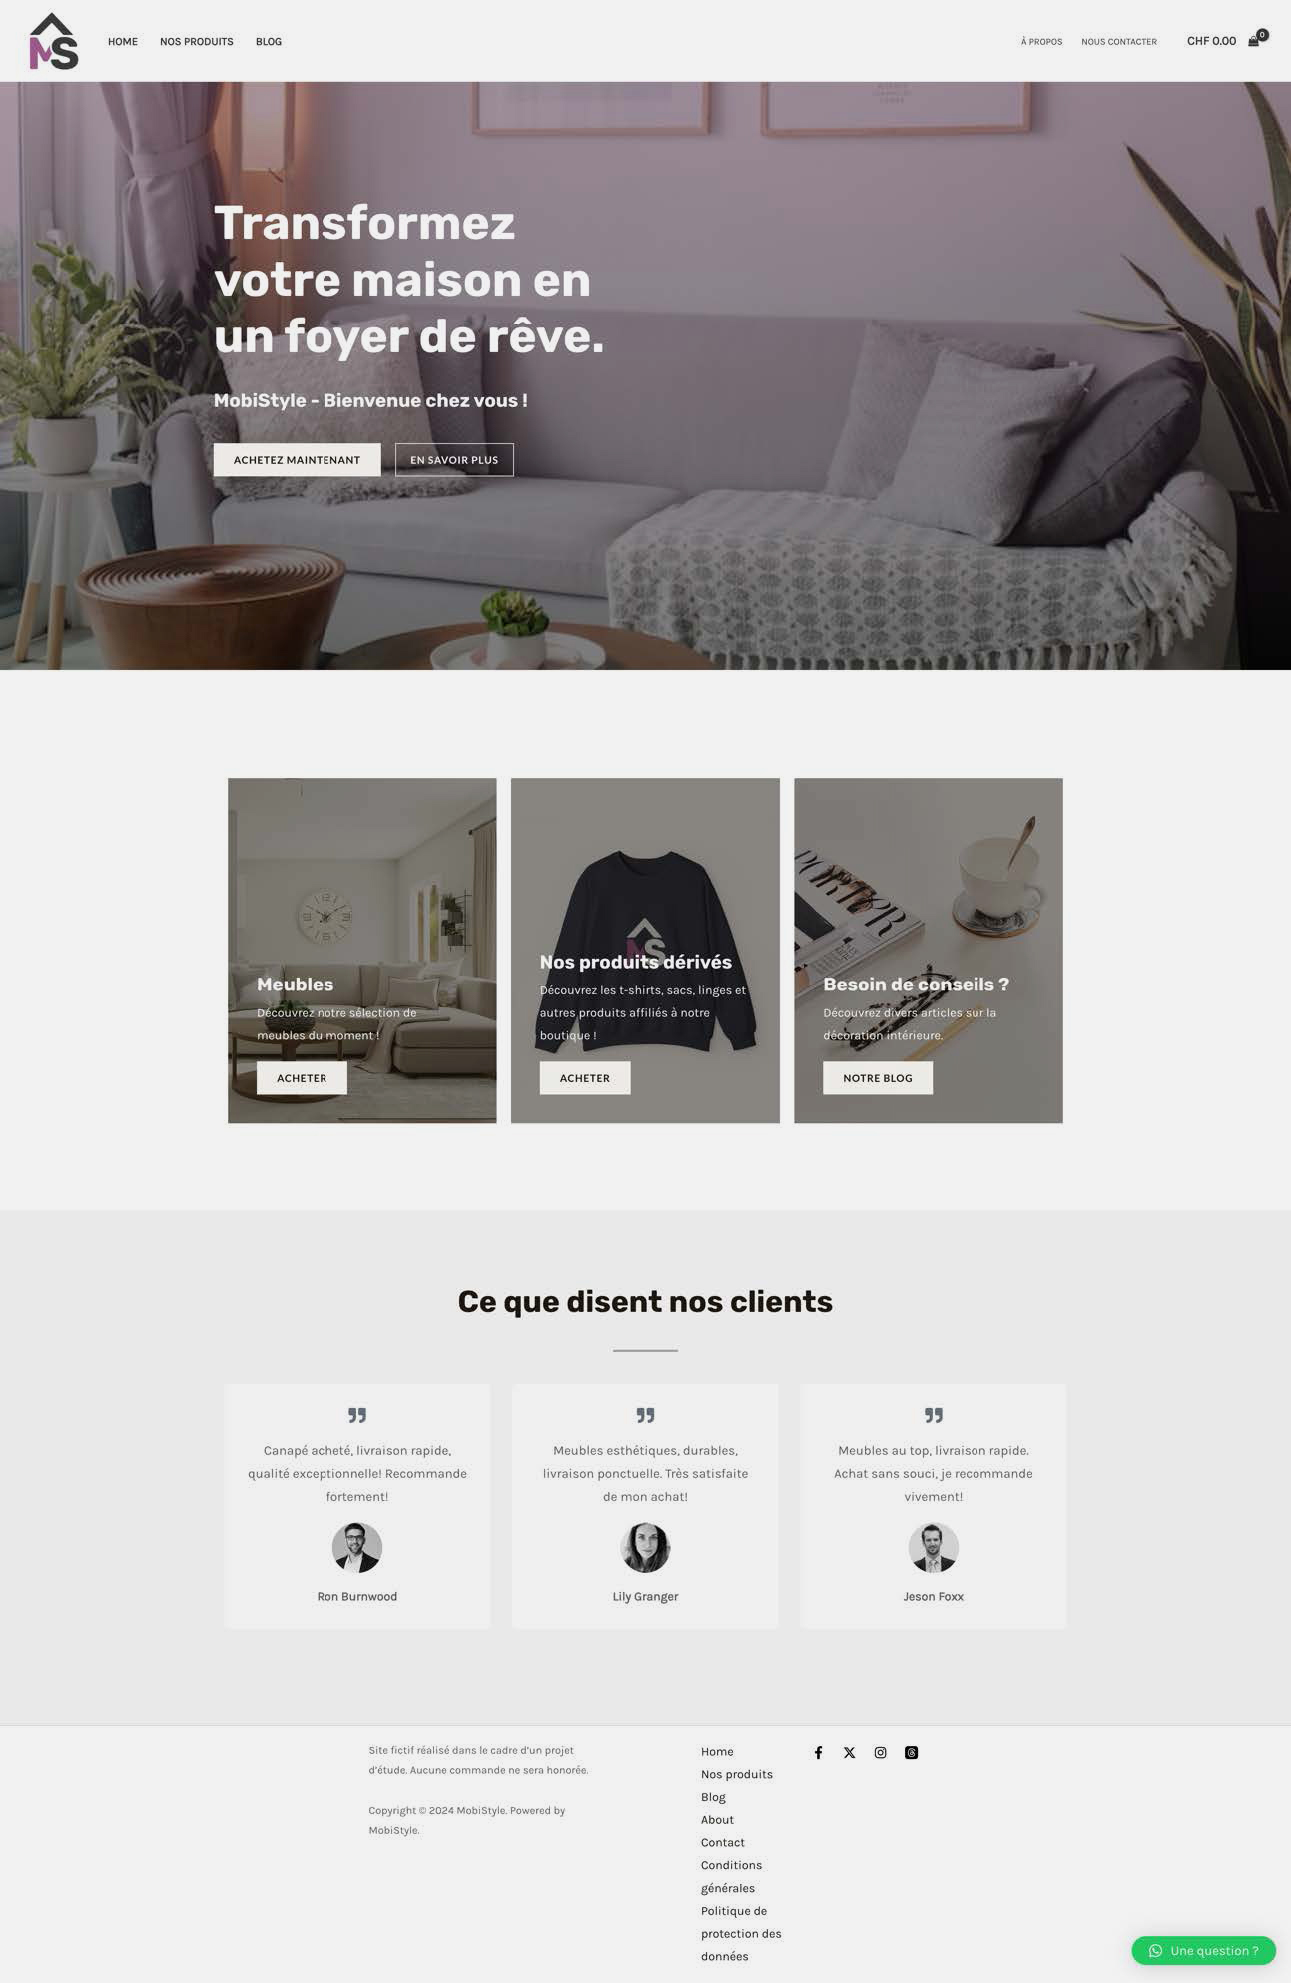 MS
HOME
NOS PRODUITS
BLOG
À PROPOS
NOUS CONTACTER
CHF 0.00
0
Transformez
votre maison en
un foyer de rêve.
MobiStyle - Bienvenue chez vous !
ACHETEZ MAINTENANT
EN SAVOIR PLUS
Meubles
Découvrez notre sélection de
meubles du moment !
ACHETER
MS
Nos produits dérivés
Découvrez les t-shirts, sacs, linges et
autres produits affiliés à notre
boutique !
ACHETER
PORTER
Besoin de conseils ?
Découvrez divers articles sur la
décoration intérieure.
NOTRE BLOG
Ce que disent nos clients
Canapé acheté, livraison rapide,
qualité exceptionnelle! Recommande
fortement!
Ron Burnwood
Meubles esthétiques, durables,
livraison ponctuelle. Très satisfaite
de mon achat!
Lily Granger
Meubles au top, livraison rapide.
Achat sans souci, je recommande
vivement!
Jeson Foxx
Site fictif réalisé dans le cadre d'un projet
d'étude. Aucune commande ne sera honorée.
Copyright © 2024 MobiStyle. Powered by
MobiStyle.
Home
Nos produits
Blog
About
Contact
Conditions
générales
Politique de
protection des
données
Une question ?